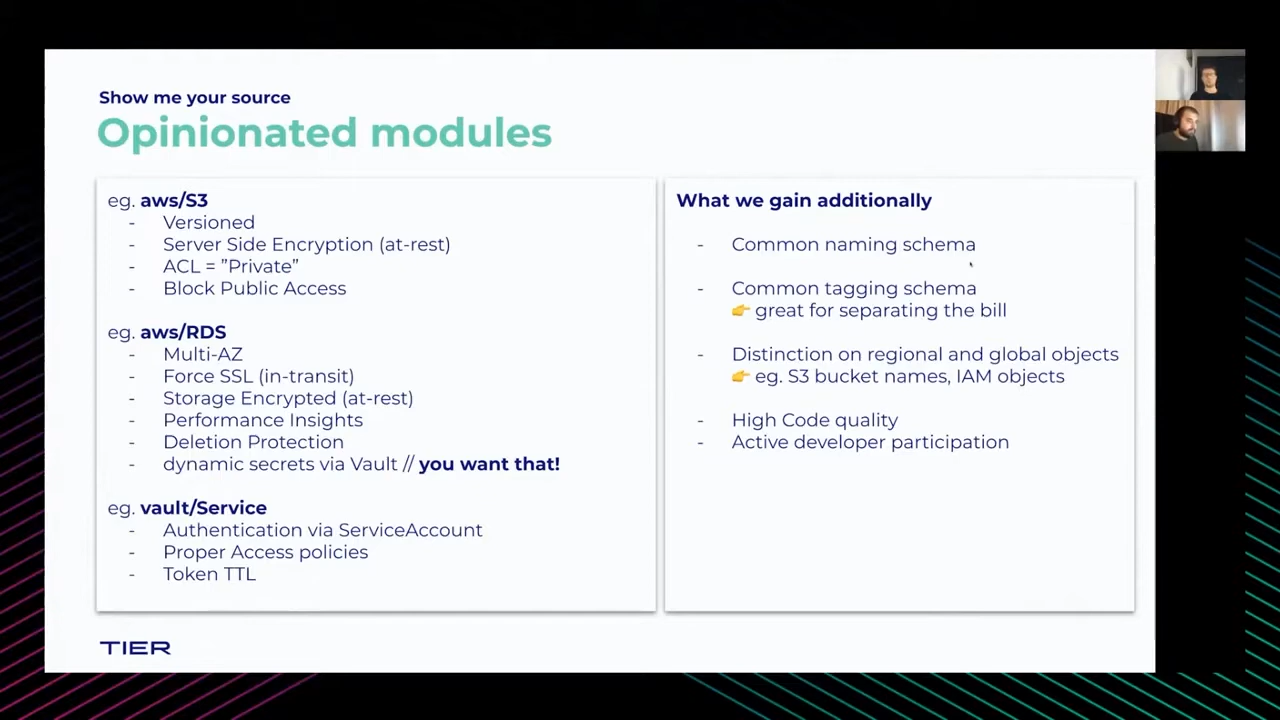 Show me your source
Opinionated modules
eg. aws/S3
- Versioned
- Server Side Encryption (at-rest)
- ACL = ”Private”
- Block Public Access
eg. aws/RDS
- Multi-AZ
- Force SSL (in-transit)
- Storage Encrypted (at-rest)
- Performance Insights
- Deletion Protection
- dynamic secrets via Vault // you want that!
eg. vault/Service
- Authentication via ServiceAccount
- Proper Access policies
- Token TTL
What we gain additionally
- Common naming schema
- Common tagging schema
👉 great for separating the bill
- Distinction on regional and global objects
👉 eg. S3 bucket names, IAM objects
- High Code quality
- Active developer participation
TIER